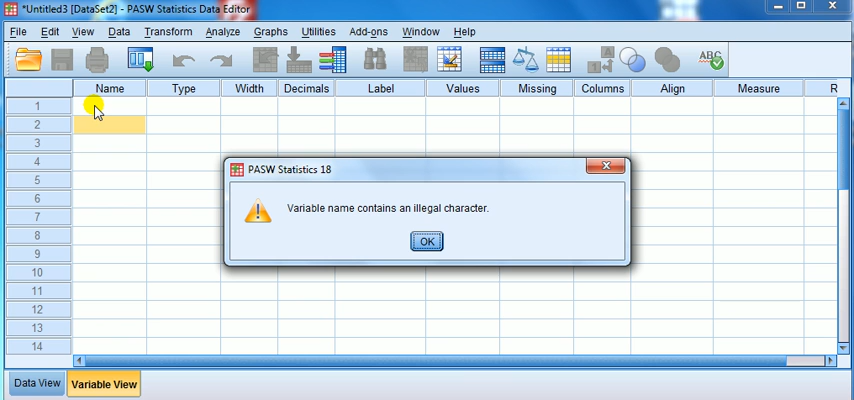 *Untitled3 [DataSet2] - PASW Statistics Data Editor
File Edit View Data Transform Analyze Graphs Utilities Add-ons Window Help
ABC
Name Type Width Decimals Label Values Missing Columns Align Measure R
1
2
3
4
5
6
7
8
9
10
11
12
13
14
PASW Statistics 18
Variable name contains an illegal character.
OK
Data View Variable View